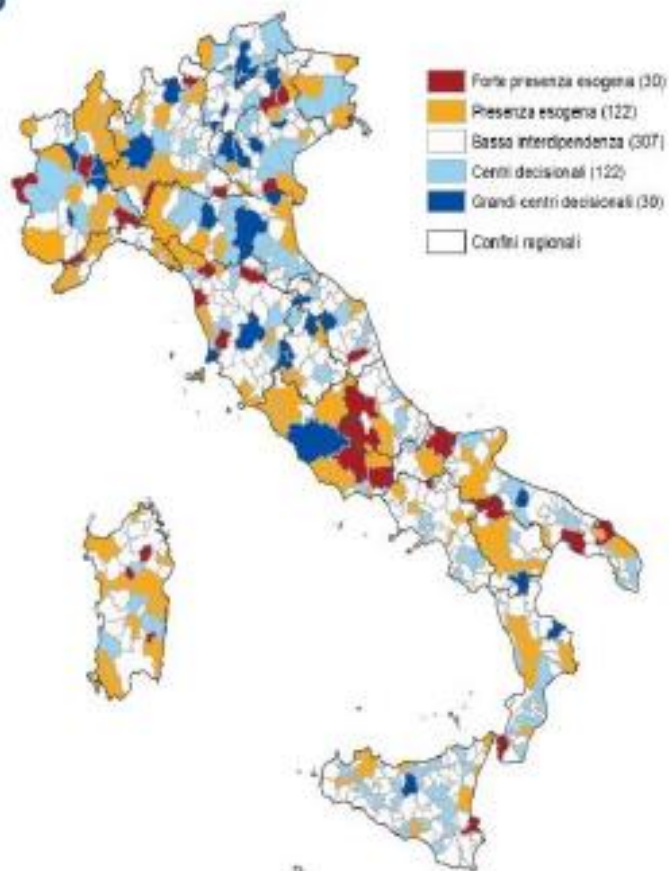 Forte presenza esogena (30)
Presenza esogena (122)
Bassa interdipendenza (307)
Centri decisionali (122)
Grandi centri decisionali (30)
Confini regionali